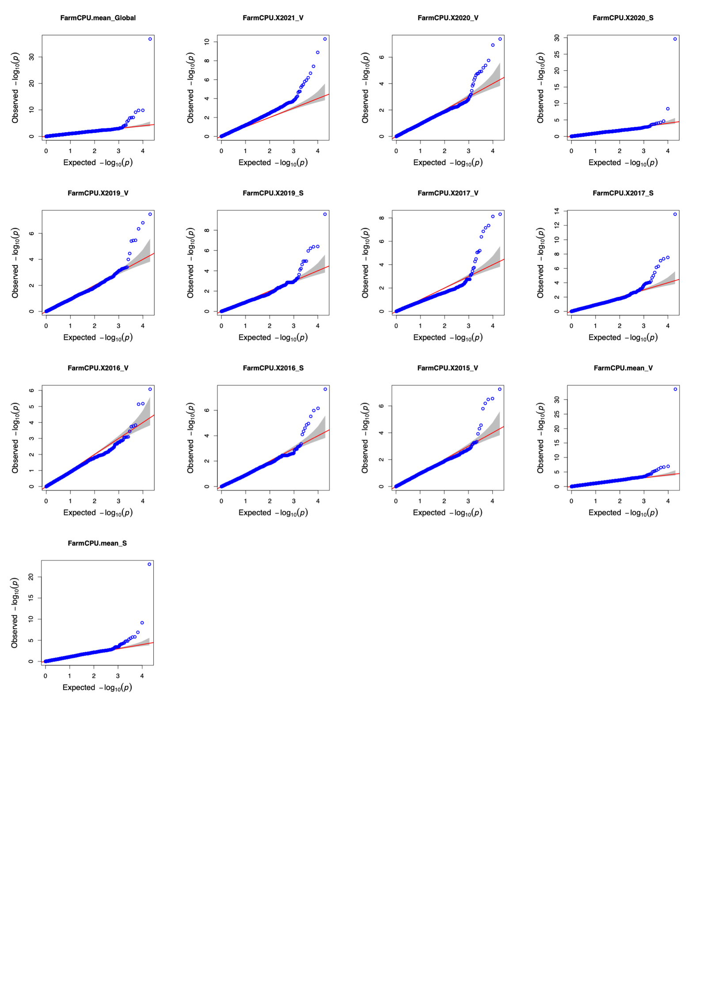 FarmCPU.mean_Global
Observed −log10(p)
0 10 20 30
0 1 2 3 4
Expected −log10(p)
FarmCPU.X2021_V
Observed −log10(p)
0 2 4 6 8 10
0 1 2 3 4
Expected −log10(p)
FarmCPU.X2020_V
Observed −log10(p)
0 2 4 6
0 1 2 3 4
Expected −log10(p)
FarmCPU.X2020_S
Observed −log10(p)
0 5 10 15 20 25 30
0 1 2 3 4
Expected −log10(p)
FarmCPU.X2019_V
Observed −log10(p)
0 2 4 6
0 1 2 3 4
Expected −log10(p)
FarmCPU.X2019_S
Observed −log10(p)
0 2 4 6 8
0 1 2 3 4
Expected −log10(p)
FarmCPU.X2017_V
Observed −log10(p)
0 2 4 6 8
0 1 2 3 4
Expected −log10(p)
FarmCPU.X2017_S
Observed −log10(p)
0 2 4 6 8 10 12 14
0 1 2 3 4
Expected −log10(p)
FarmCPU.X2016_V
Observed −log10(p)
0 1 2 3 4 5 6
0 1 2 3 4
Expected −log10(p)
FarmCPU.X2016_S
Observed −log10(p)
0 2 4 6
0 1 2 3 4
Expected −log10(p)
FarmCPU.X2015_V
Observed −log10(p)
0 2 4 6
0 1 2 3 4
Expected −log10(p)
FarmCPU.mean_V
Observed −log10(p)
0 5 10 15 20 25 30
0 1 2 3 4
Expected −log10(p)
FarmCPU.mean_S
Observed −log10(p)
0 5 10 15 20
0 1 2 3 4
Expected −log10(p)